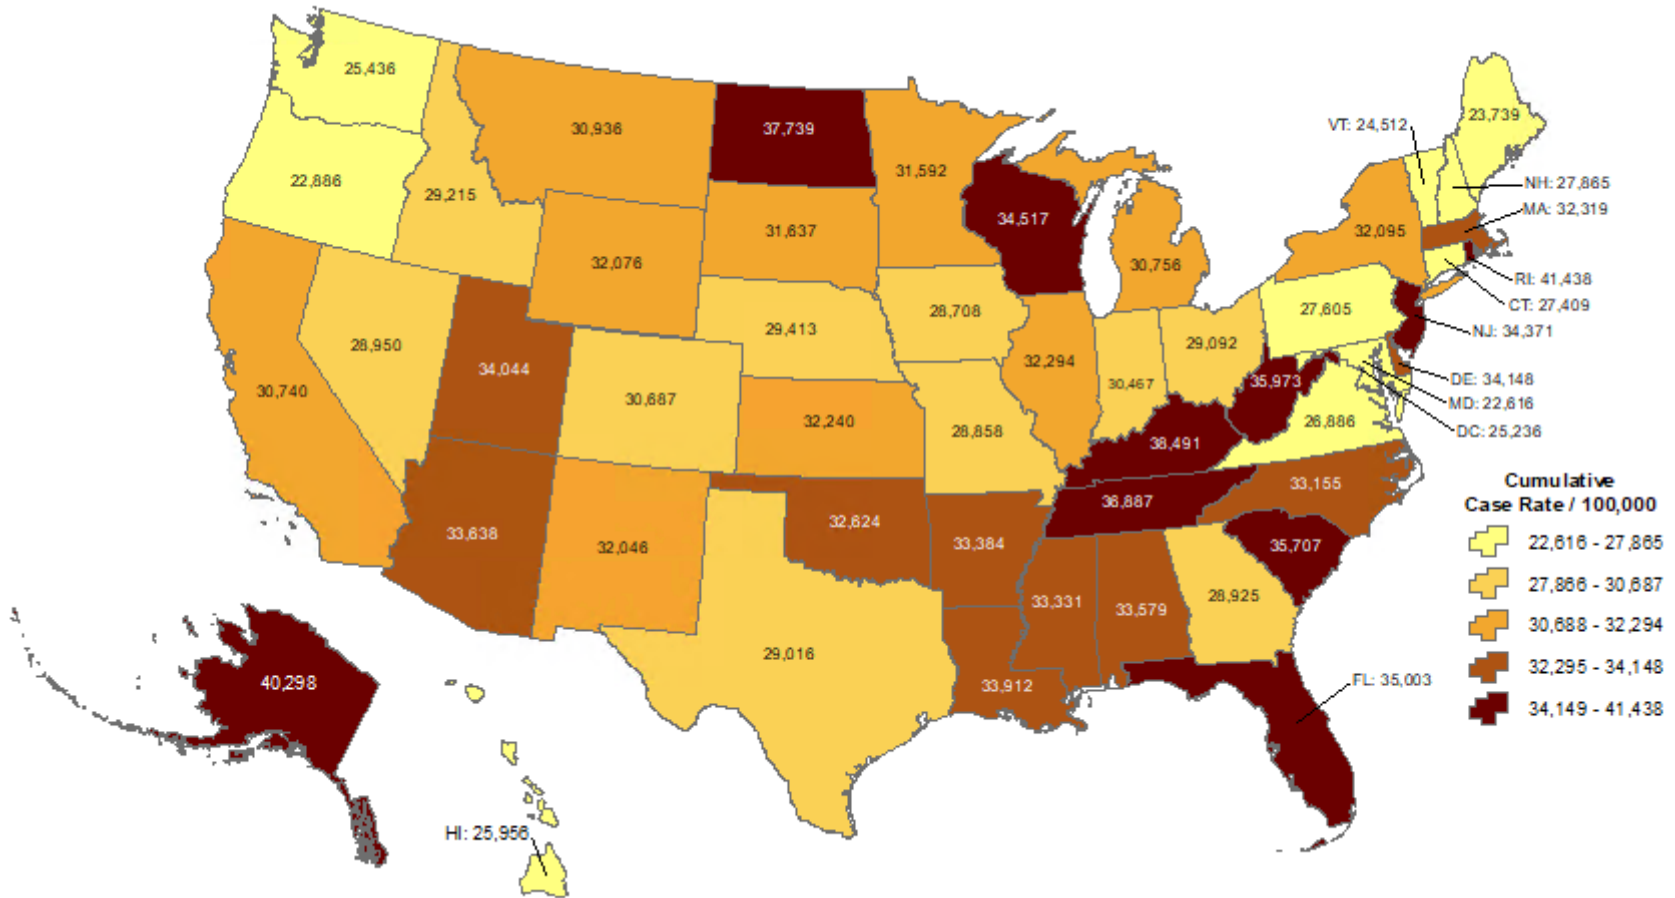 25,436
22,886
29,215
30,936
37,739
31,592
34,517
30,756
31,637
32,076
28,950
34,044
30,740
30,687
29,413
28,708
32,240
28,858
32,294
30,467
29,092
35,973
27,605
32,095
23,739
VT: 24,512
NH: 27,865
MA: 32,319
RI: 41,438
CT: 27,409
NJ: 34,371
DE: 34,148
MD: 22,616
DC: 25,236
26,886
38,491
36,887
33,155
35,707
28,925
33,579
33,331
33,384
32,624
33,912
29,016
32,046
33,638
40,298
HI: 25,956
FL: 35,003
Cumulative
Case Rate / 100,000
22,616 - 27,865
27,866 - 30,687
30,688 - 32,294
32,295 - 34,148
34,149 - 41,438